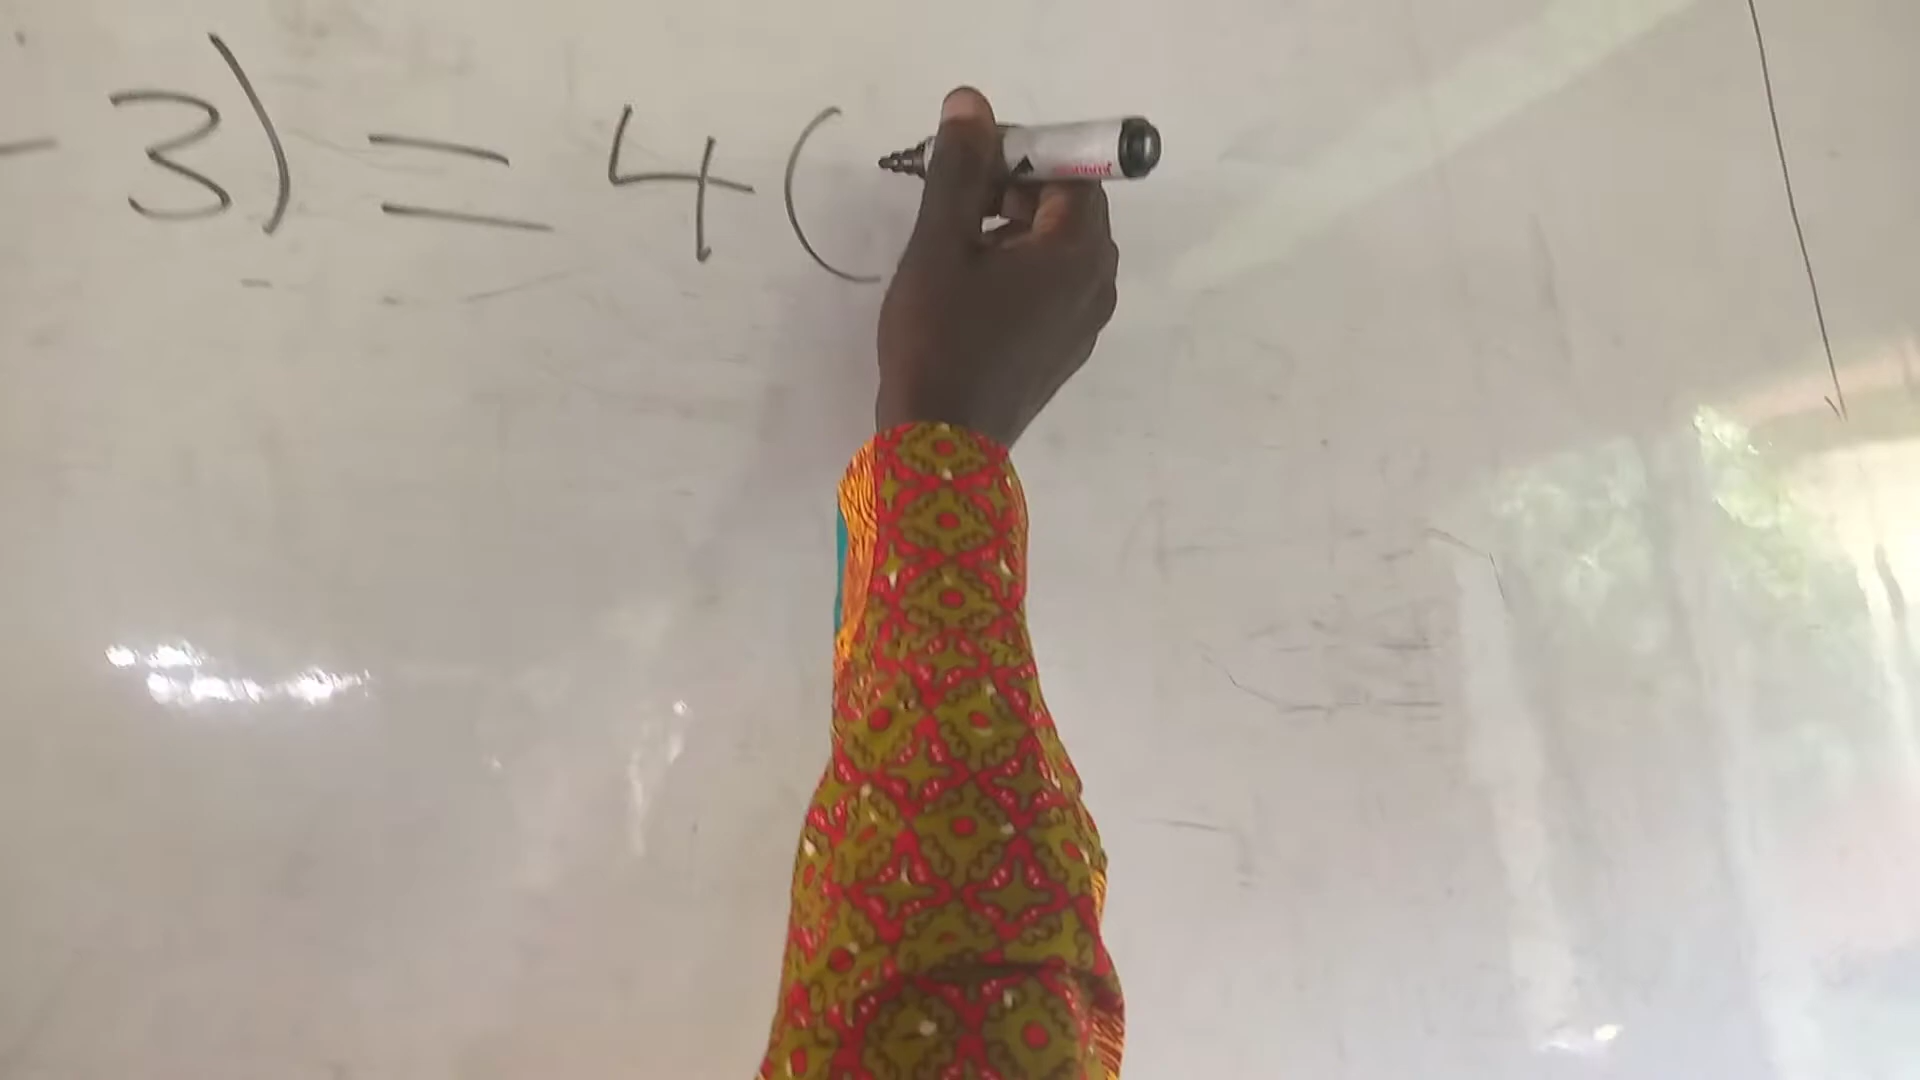 - 3) = 4(